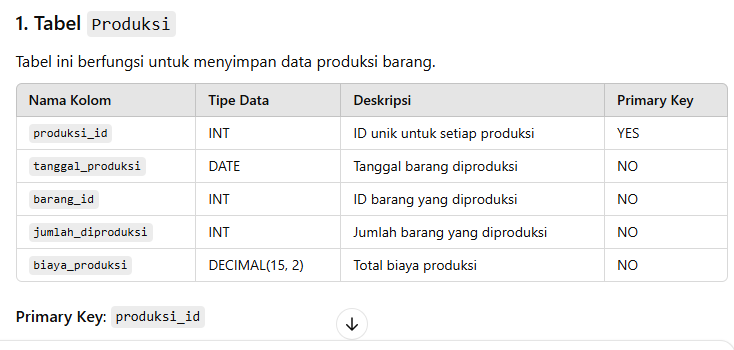 1. Tabel Produksi
Tabel ini berfungsi untuk menyimpan data produksi barang.
Nama Kolom Tipe Data Deskripsi Primary Key
produksi_id INT ID unik untuk setiap produksi YES
tanggal_produksi DATE Tanggal barang diproduksi NO
barang_id INT ID barang yang diproduksi NO
jumlah_diproduksi INT Jumlah barang yang diproduksi NO
biaya_produksi DECIMAL(15, 2) Total biaya produksi NO
Primary Key: produksi_id